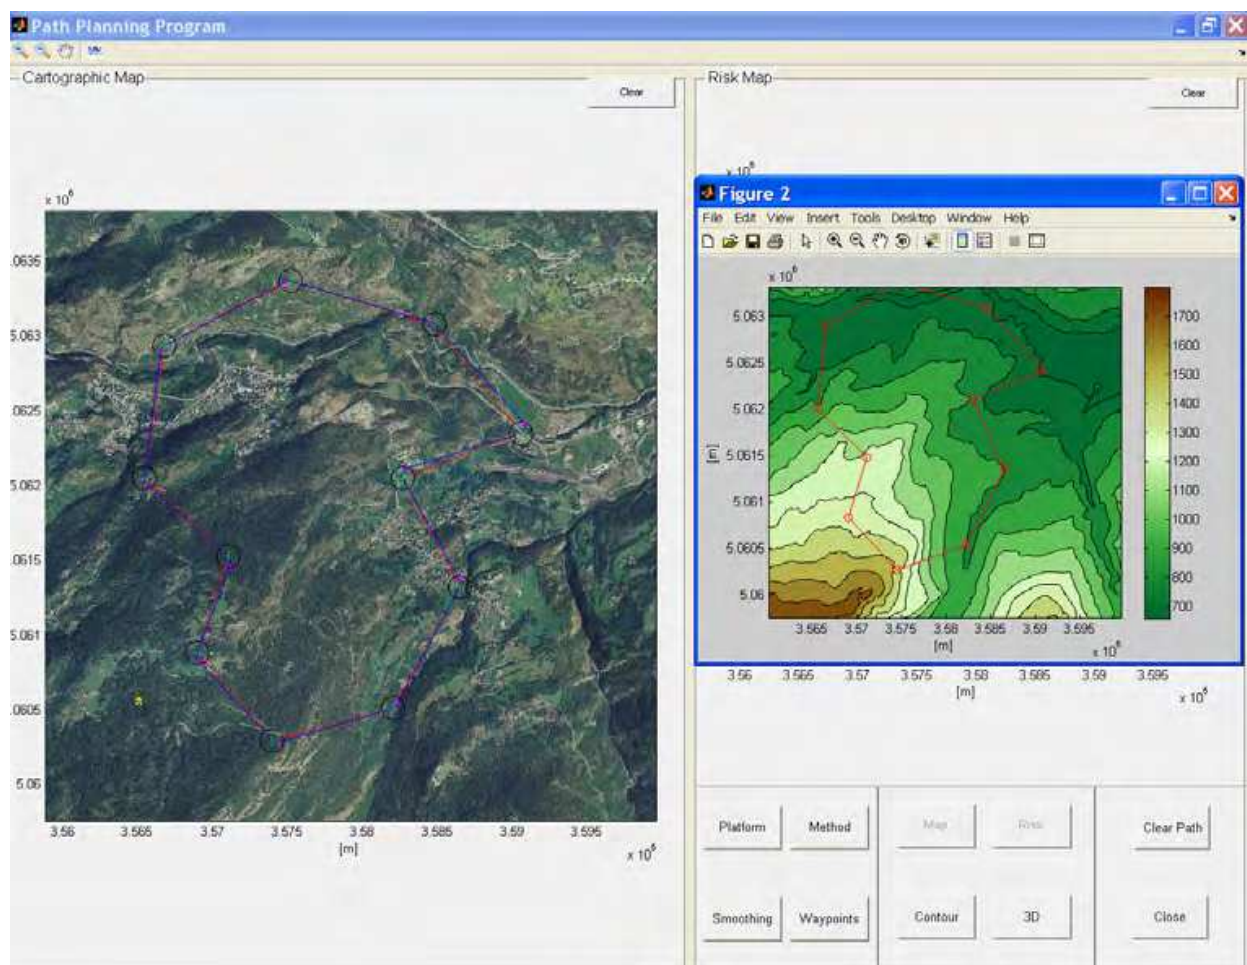 Path Planning Program
Cartographic Map
Clear
Risk Map
Clear
x 10⁶
.0635
5.063
.0625
5.062
.0615
5.061
.0605
5.06
3.56 3.565 3.57 3.575 3.58 3.585 3.59 3.595
[m]
x 10⁶
x 10⁶
Figure 2
File Edit View Insert Tools Desktop Window Help
x 10⁶
5.063
5.0625
5.062
5.0615
5.061
5.0605
5.06
[m]
3.565 3.57 3.575 3.58 3.585 3.59 3.595
[m]
x 10⁶
1700
1600
1500
1400
1300
1200
1100
1000
900
800
700
3.56 3.565 3.57 3.575 3.58 3.585 3.59 3.595
[m]
x 10⁶
Platform Method Map Risk Clear Path
Smoothing Waypoints Contour 3D Close